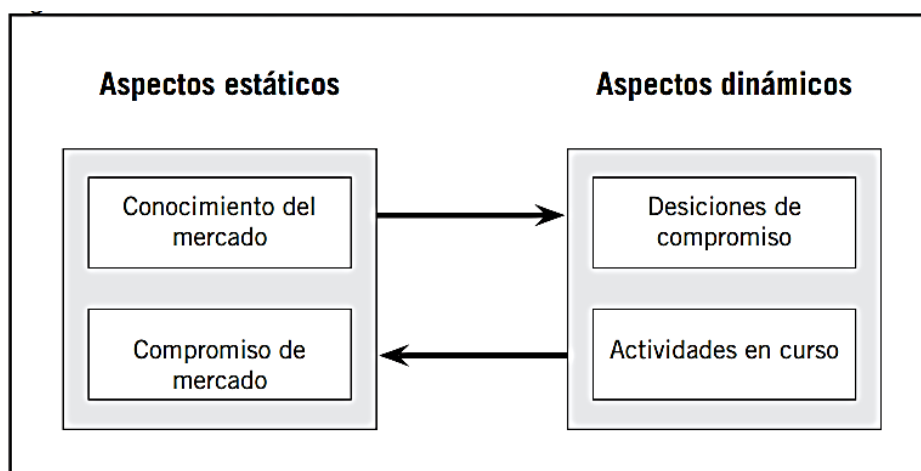 Aspectos estáticos
Aspectos dinámicos
Conocimiento del
mercado
Desiciones de
compromiso
Compromiso de
mercado
Actividades en curso